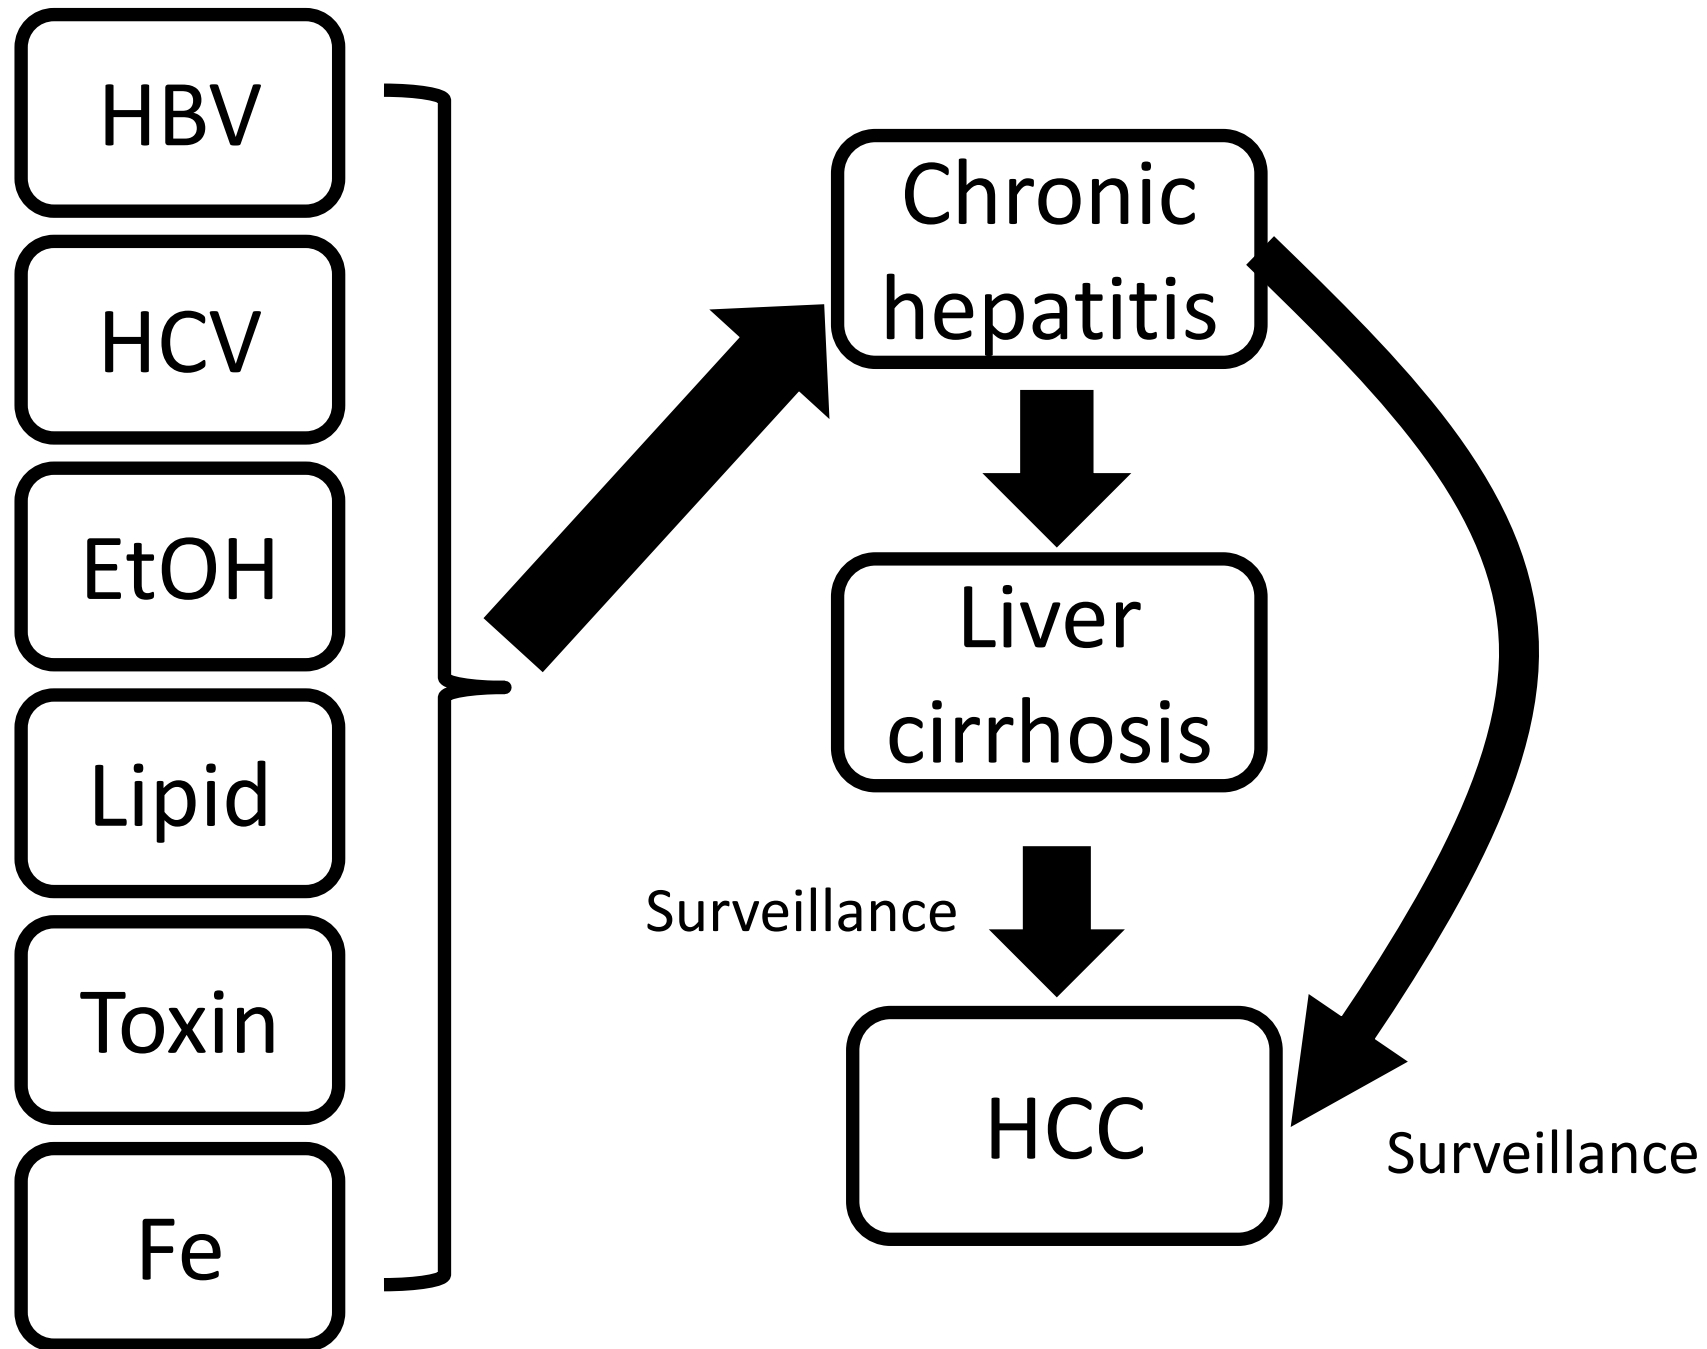 HBV
HCV
EtOH
Lipid
Toxin
Fe
Chronic
hepatitis
Liver
cirrhosis
Surveillance
HCC
Surveillance